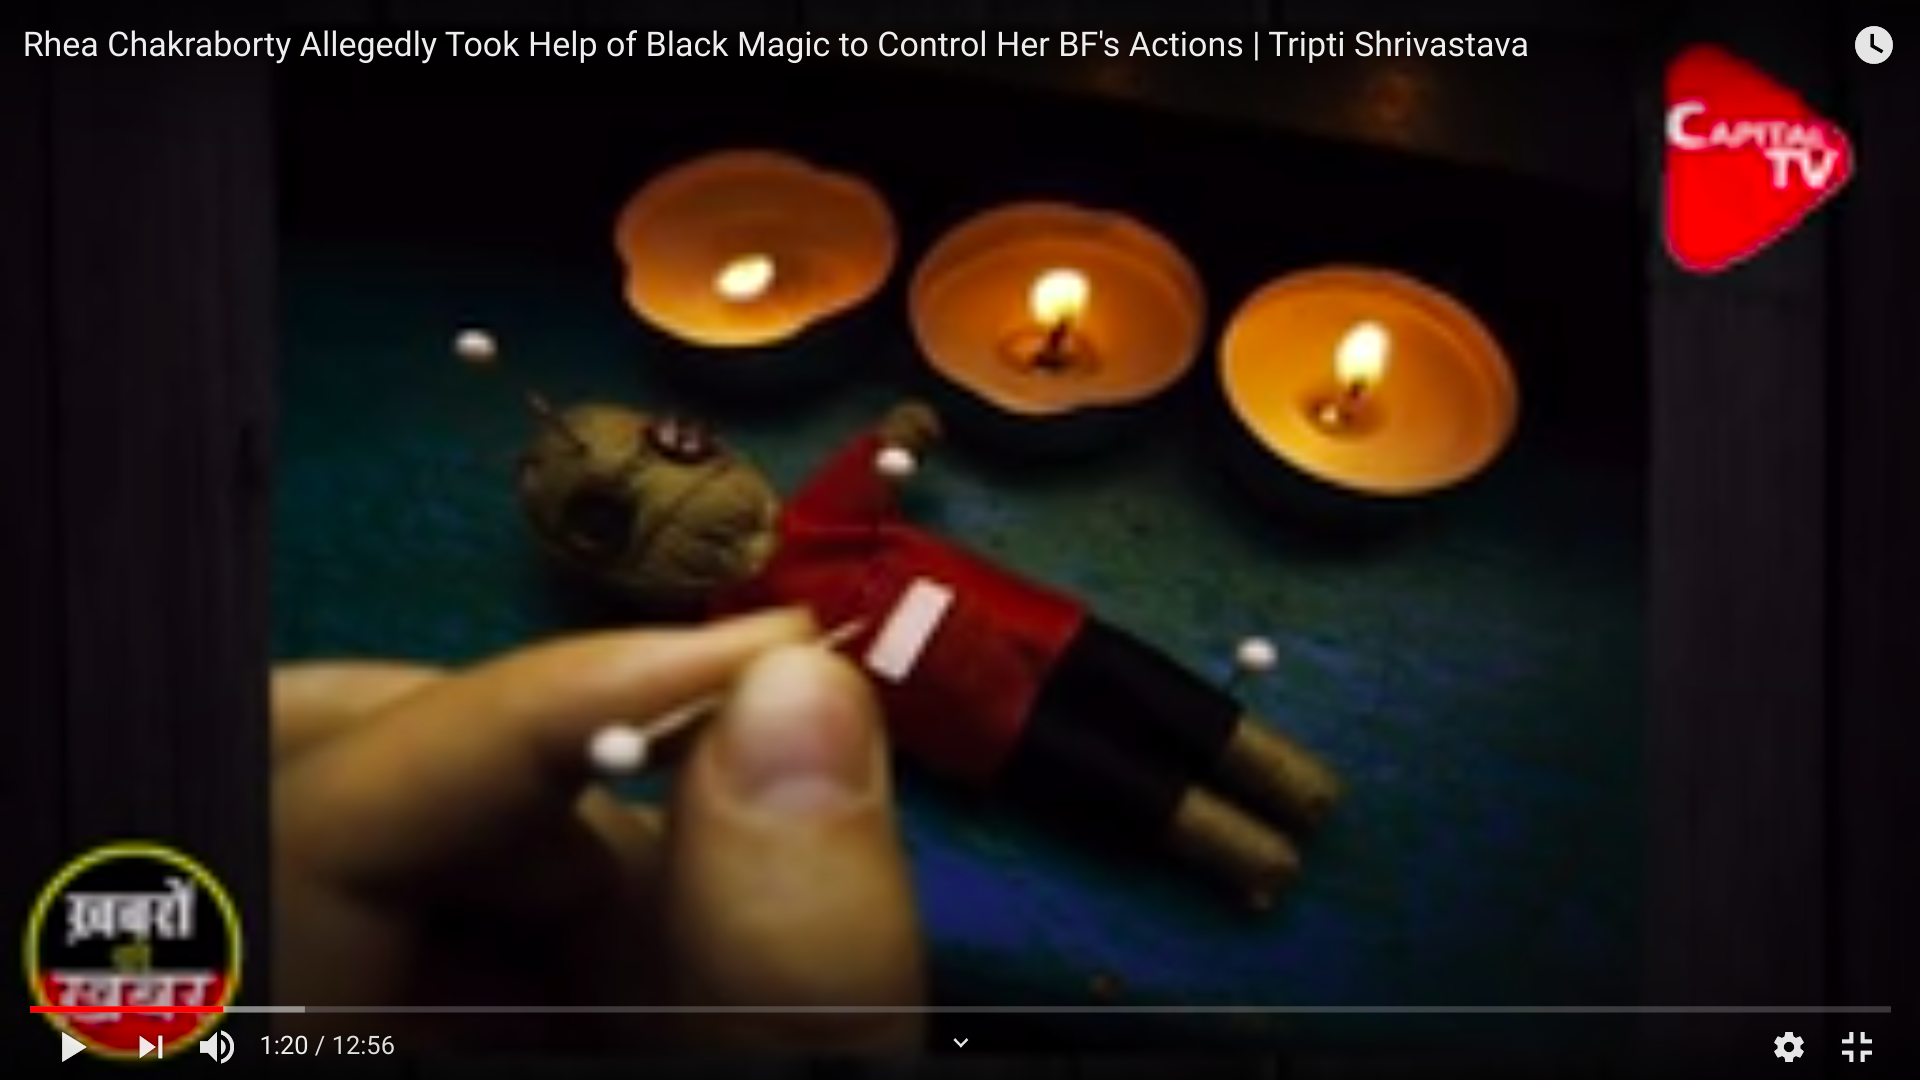 Rhea Chakraborty Allegedly Took Help of Black Magic to Control Her BF's Actions | Tripti Shrivastava
CAPITAL
TV
ख़बरों
की
ख़बर
1:20 / 12:56